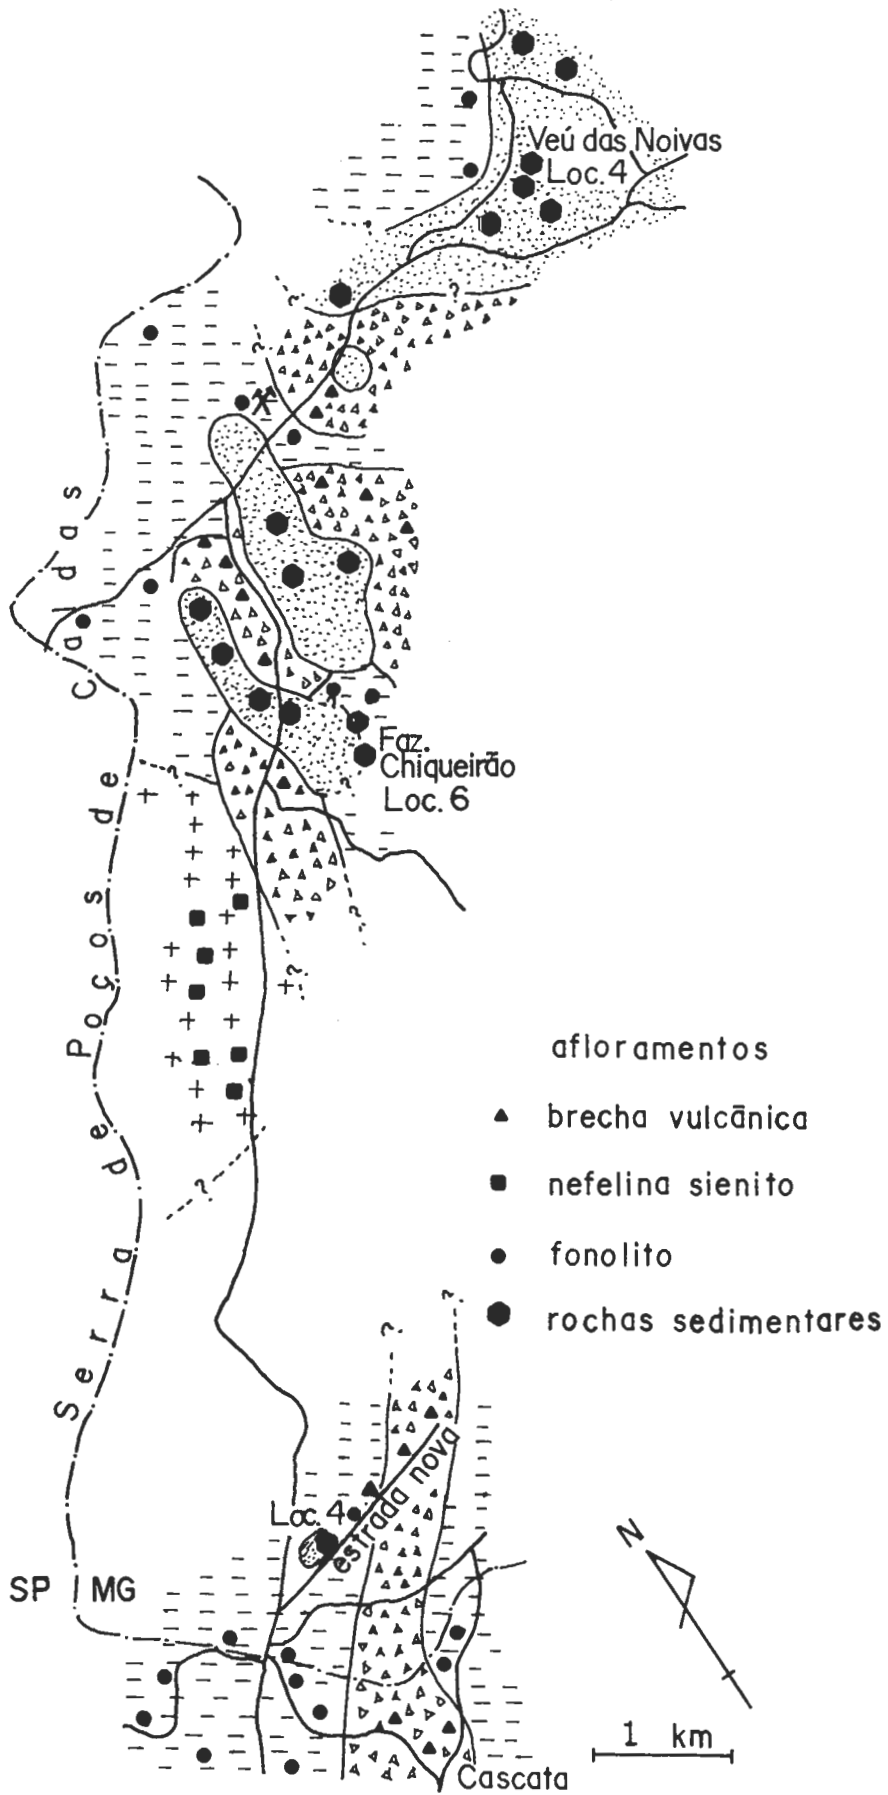 Veú das Noivas
Loc. 4
?
?
?
Serra de Poços de Caldas
Faz.
Chiqueirão
Loc. 6
?
?
?
?
?
afloramentos
brecha vulcânica
nefelina sienito
fonolito
rochas sedimentares
?
?
Loc. 4
estrada nova
N
SP MG
1 km
Cascata